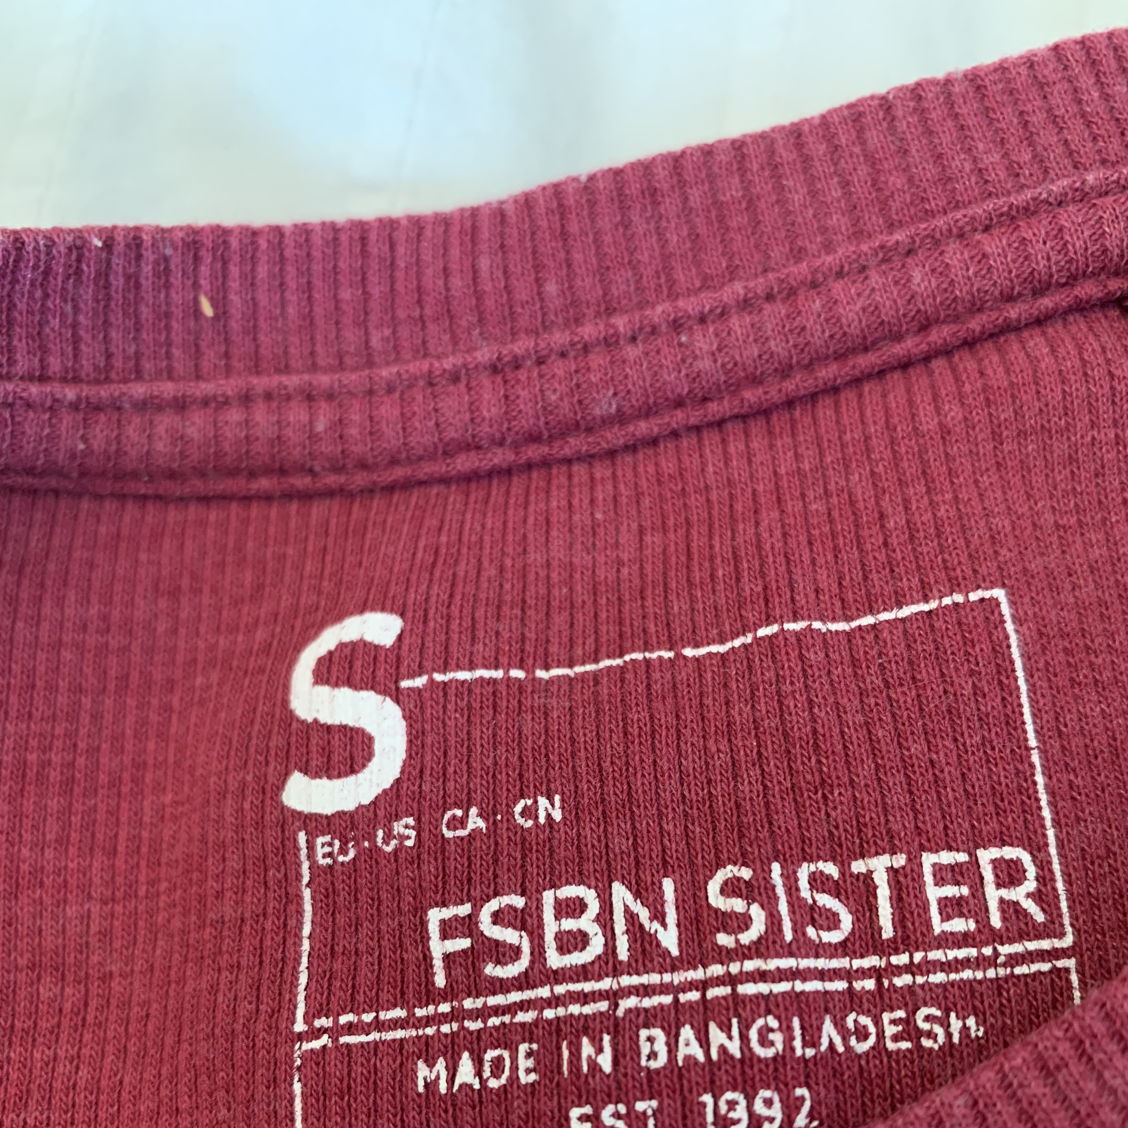 S
EU · US CA · CN
FSBN SISTER
MADE IN BANGLADESH
EST. 1992